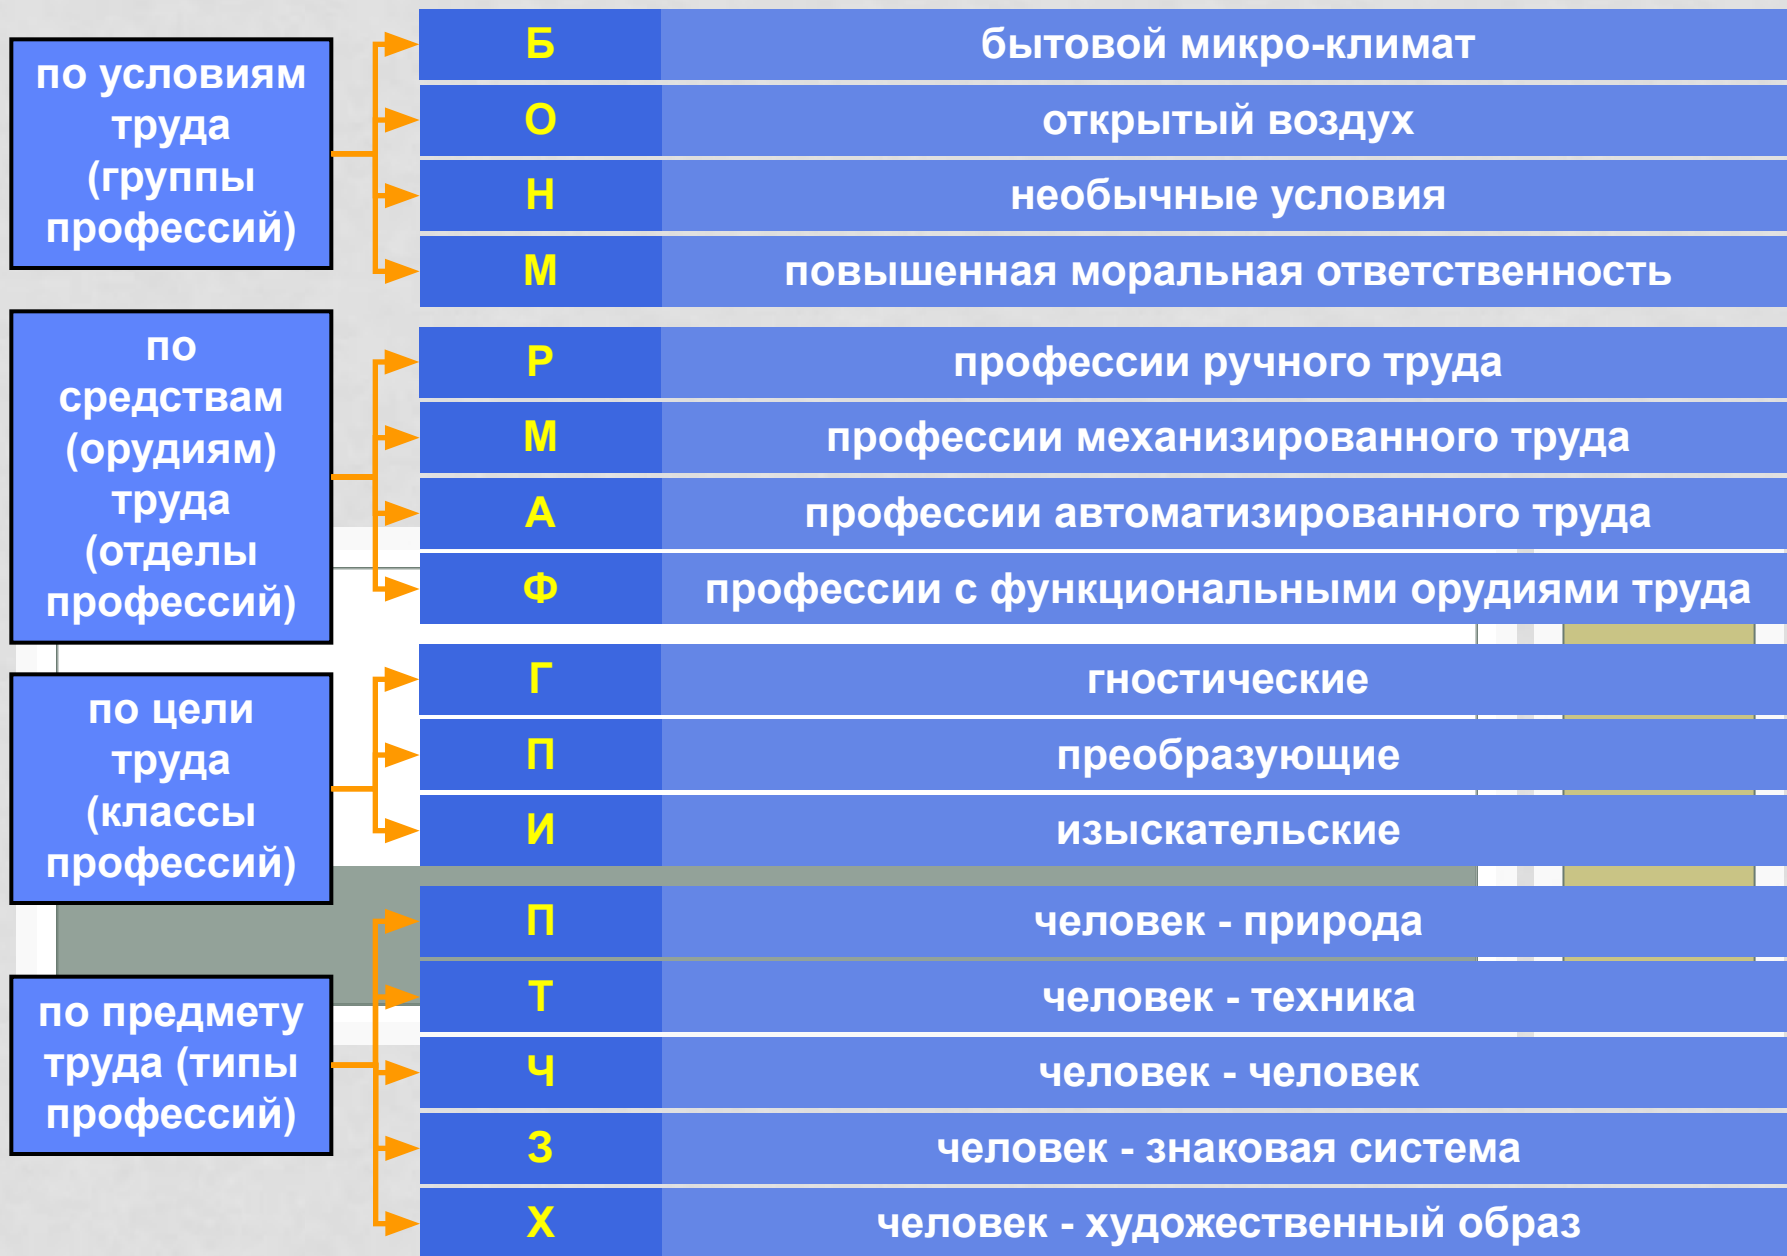 по условиям
труда
(группы
профессий)
Б бытовой микро-климат
О открытый воздух
Н необычные условия
М повышенная моральная ответственность
по
средствам
(орудиям)
труда
(отделы
профессий)
Р профессии ручного труда
М профессии механизированного труда
А профессии автоматизированного труда
Ф профессии с функциональными орудиями труда
по цели
труда
(классы
профессий)
Г гностические
П преобразующие
И изыскательские
по предмету
труда (типы
профессий)
П человек - природа
Т человек - техника
Ч человек - человек
З человек - знаковая система
Х человек - художественный образ